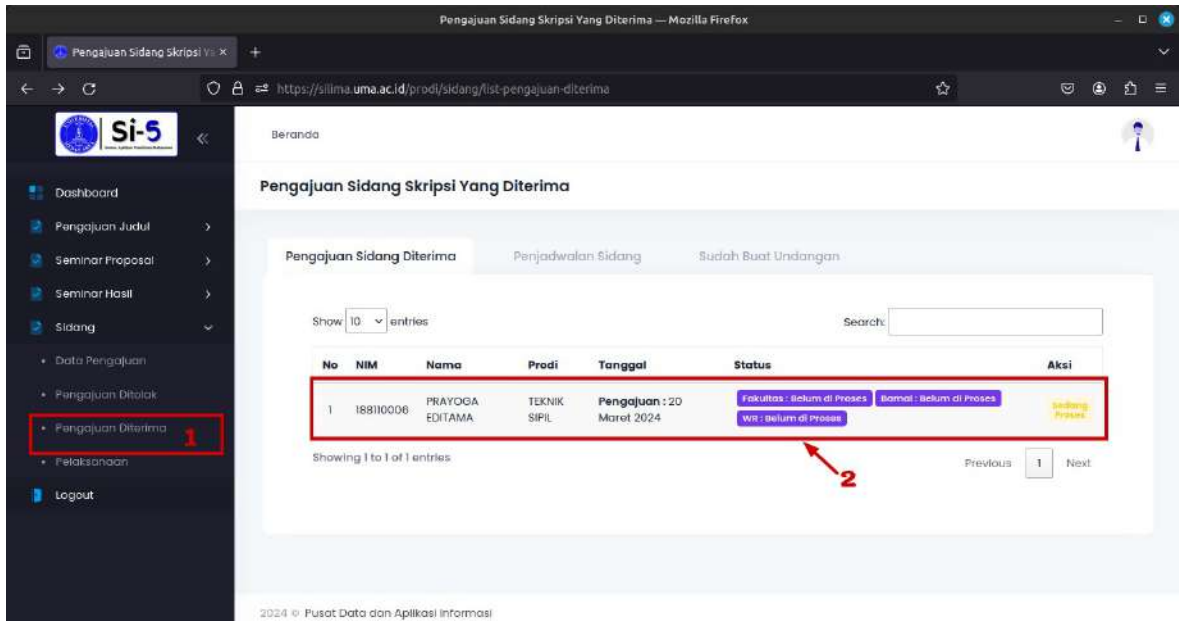 Pengajuan Sidang Skripsi Yang Diterima — Mozilla Firefox
Pengajuan Sidang Skripsi Ya
https://silima.uma.ac.id/prodi/sidang/list-pengajuan-diterima
Si-5
Beranda
Pengajuan Sidang Skripsi Yang Diterima
Dashboard
Pengajuan Judul
Seminar Proposal
Seminar Hasil
Sidang
Data Pengajuan
Pengajuan Ditolak
Pengajuan Diterima 1
Pelaksanaan
Logout
Pengajuan Sidang Diterima Penjadwalan Sidang Sudah Buat Undangan
Show 10 entries Search:
No NIM Nama Prodi Tanggal Status Aksi
1 188110006 PRAYOGA EDITAMA TEKNIK SIPIL Pengajuan : 20 Maret 2024 Fakultas : Belum di Proses Bamai : Belum di Proses WR : Belum di Proses Sedang Proses
2
Showing 1 to 1 of 1 entries Previous 1 Next
2024 © Pusat Data dan Aplikasi Informasi